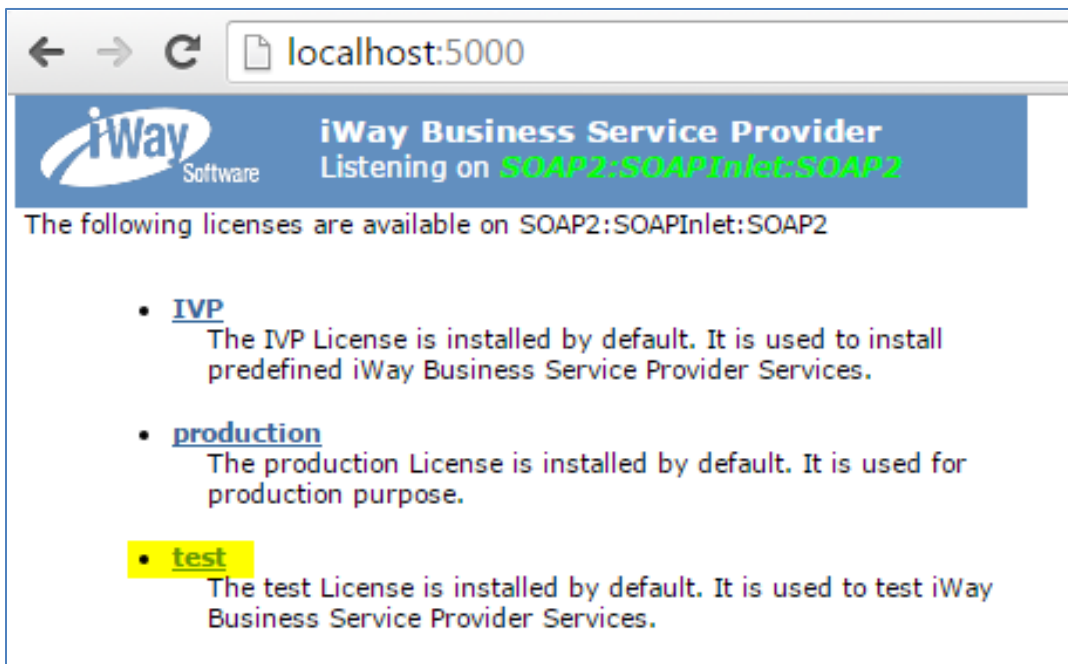 localhost:5000
iWay Software
iWay Business Service Provider
Listening on SOAP2:SOAPInlet:SOAP2
The following licenses are available on SOAP2:SOAPInlet:SOAP2
• IVP
The IVP License is installed by default. It is used to install
predefined iWay Business Service Provider Services.
• production
The production License is installed by default. It is used for
production purpose.
• test
The test License is installed by default. It is used to test iWay
Business Service Provider Services.